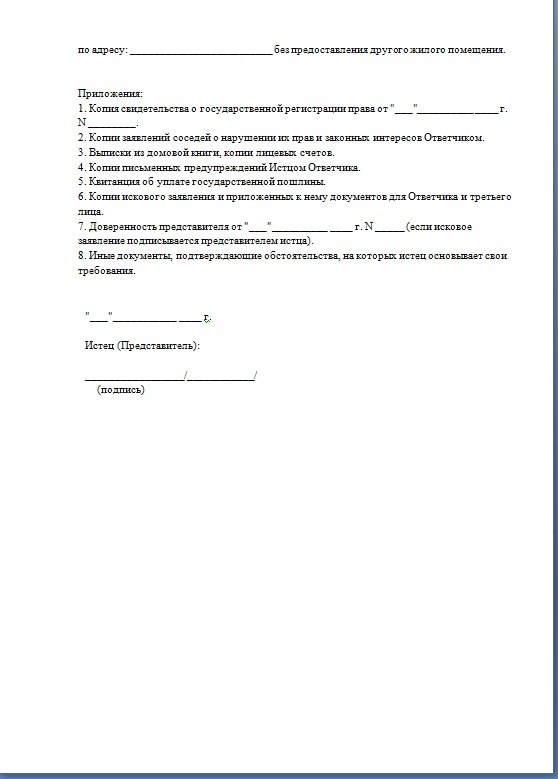 по адресу: __________________________ без предоставления другого жилого помещения.
Приложения:
1. Копия свидетельства о государственной регистрации права от "___"__________ ____ г.
N ________.
2. Копии заявлений соседей о нарушении их прав и законных интересов Ответчиком.
3. Выписки из домовой книги, копии лицевых счетов.
4. Копии письменных предупреждений Истцом Ответчика.
5. Квитанция об уплате государственной пошлины.
6. Копии искового заявления и приложенных к нему документов для Ответчика и третьего
лица.
7. Доверенность представителя от "___"__________ ____ г. N _____ (если исковое
заявление подписывается представителем истца).
8. Иные документы, подтверждающие обстоятельства, на которых истец основывает свои
требования.
"___"___________ ____ г.
Истец (Представитель):
__________________/____________/
(подпись)